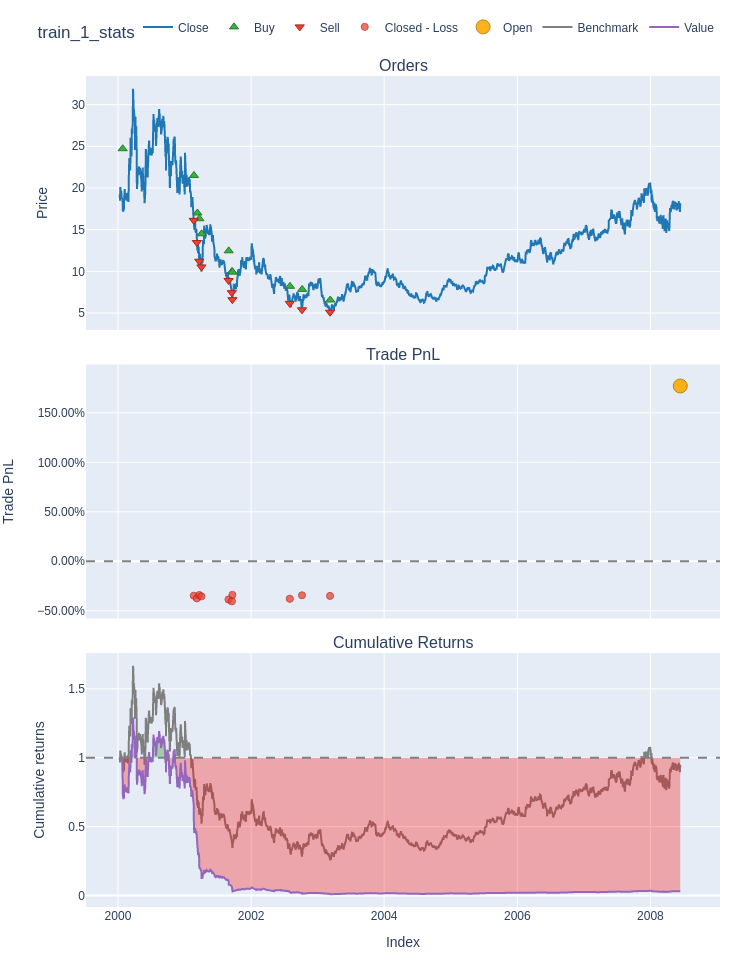 train_1_stats
Close
Buy
Sell
Closed - Loss
Open
Benchmark
Value
Orders
30
25
20
15
10
5
Price
Trade PnL
150.00%
100.00%
50.00%
0.00%
−50.00%
Trade PnL
Cumulative Returns
1.5
1
0.5
0
Cumulative returns
2000
2002
2004
2006
2008
Index